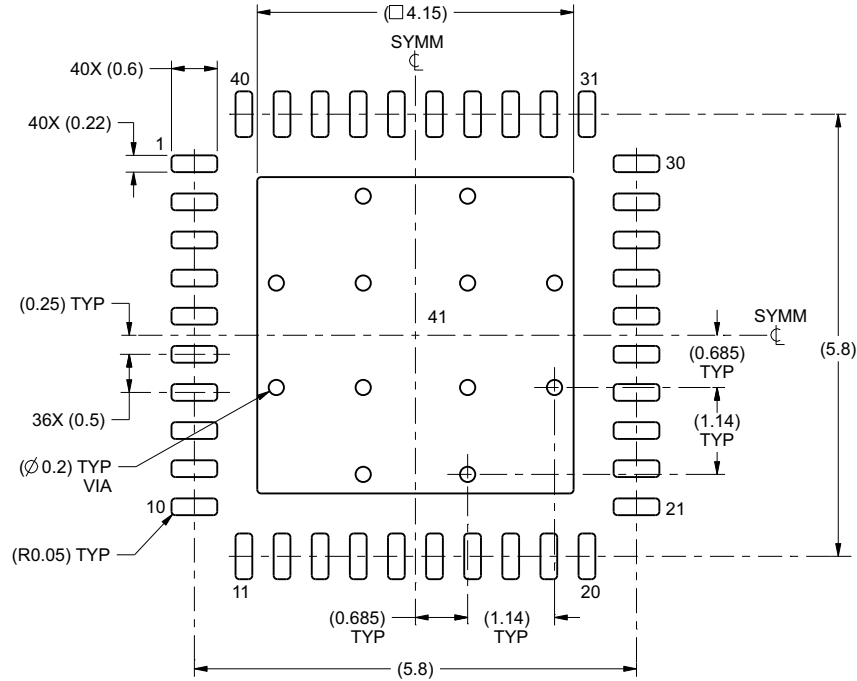 (□ 4.15)
SYMM
℄
40X (0.6)
40
31
40X (0.22)
1
30
(0.25) TYP
41
SYMM
℄
(0.685)
TYP
(5.8)
36X (0.5)
(1.14)
TYP
(∅ 0.2) TYP
VIA
10
21
(R0.05) TYP
11
20
(0.685)
TYP
(1.14)
TYP
(5.8)